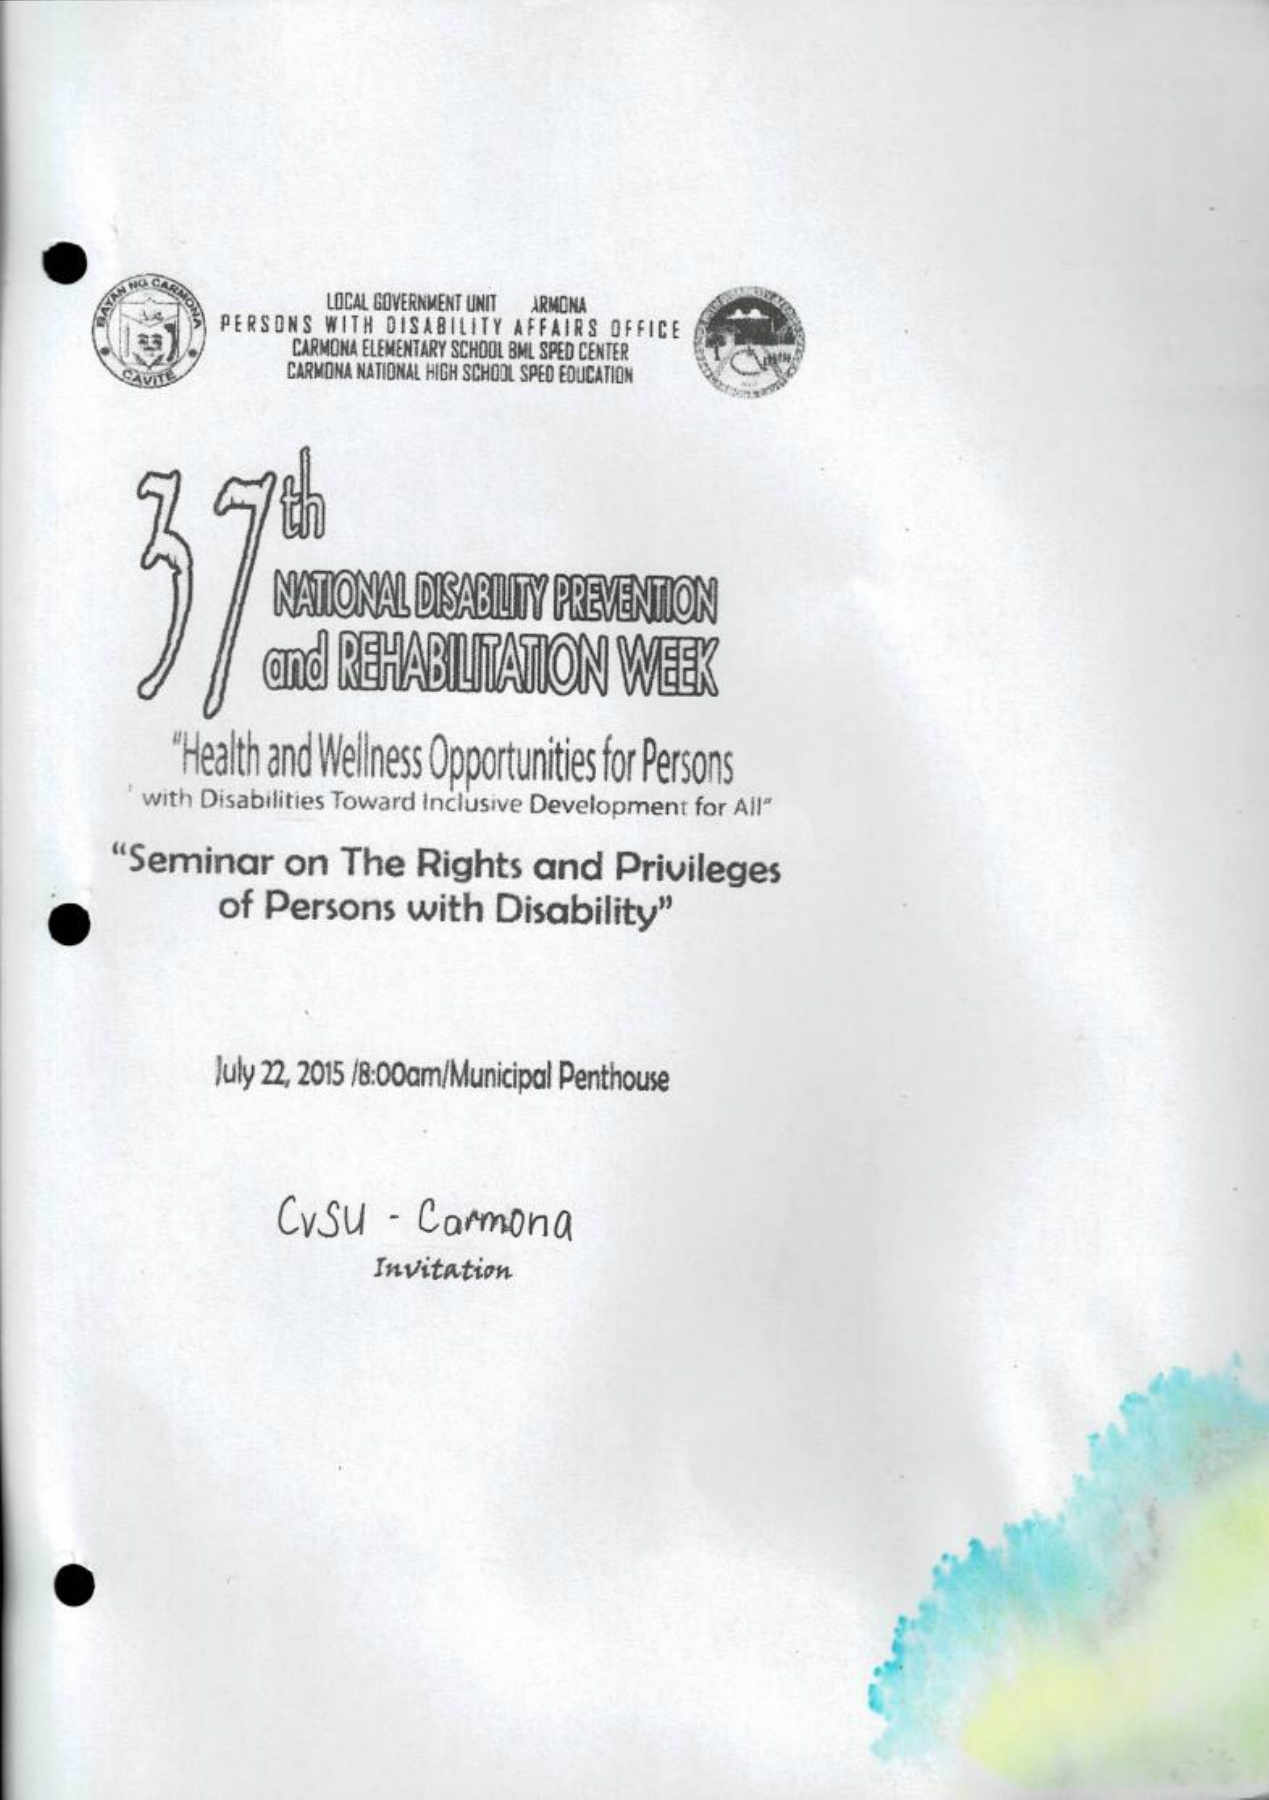 BAYAN NG CARMONA
CAVITE
LOCAL GOVERNMENT UNIT ARMONA
PERSONS WITH DISABILITY AFFAIRS OFFICE
CARMONA ELEMENTARY SCHOOL BML SPED CENTER
CARMONA NATIONAL HIGH SCHOOL SPED EDUCATION
37th
NATIONAL DISABILITY PREVENTION
and REHABILITATION WEEK
"Health and Wellness Opportunities for Persons
with Disabilities Toward Inclusive Development for All"
"Seminar on The Rights and Privileges
of Persons with Disability"
July 22, 2015 /8:00am/Municipal Penthouse
CvSU - Carmona
Invitation